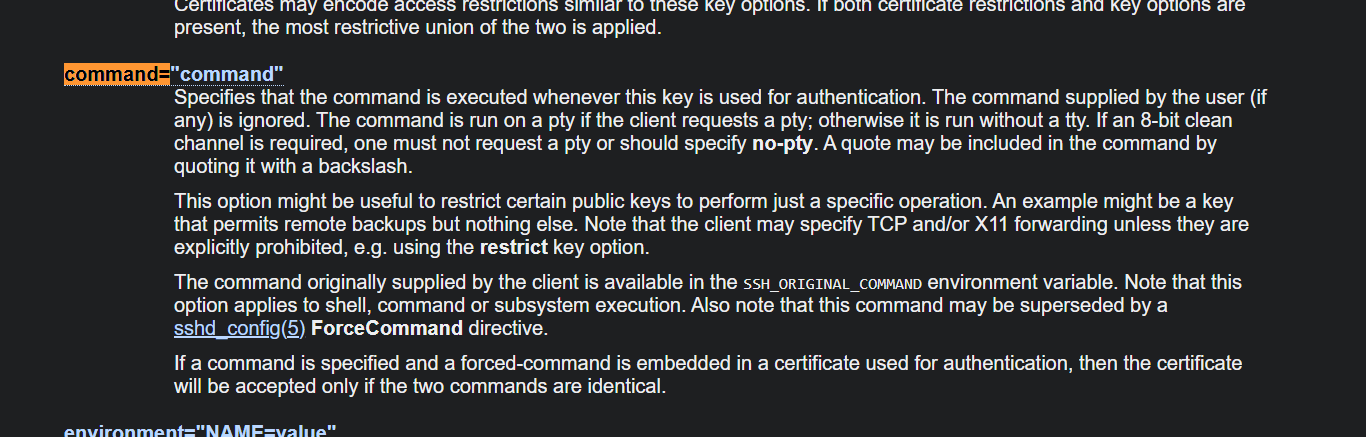 Certificates may encode access restrictions similar to these key options. If both certificate restrictions and key options are
present, the most restrictive union of the two is applied.
command="command"
Specifies that the command is executed whenever this key is used for authentication. The command supplied by the user (if
any) is ignored. The command is run on a pty if the client requests a pty; otherwise it is run without a tty. If an 8-bit clean
channel is required, one must not request a pty or should specify no-pty. A quote may be included in the command by
quoting it with a backslash.
This option might be useful to restrict certain public keys to perform just a specific operation. An example might be a key
that permits remote backups but nothing else. Note that the client may specify TCP and/or X11 forwarding unless they are
explicitly prohibited, e.g. using the restrict key option.
The command originally supplied by the client is available in the SSH_ORIGINAL_COMMAND environment variable. Note that this
option applies to shell, command or subsystem execution. Also note that this command may be superseded by a
sshd_config(5) ForceCommand directive.
If a command is specified and a forced-command is embedded in a certificate used for authentication, then the certificate
will be accepted only if the two commands are identical.
environment="NAME=value"